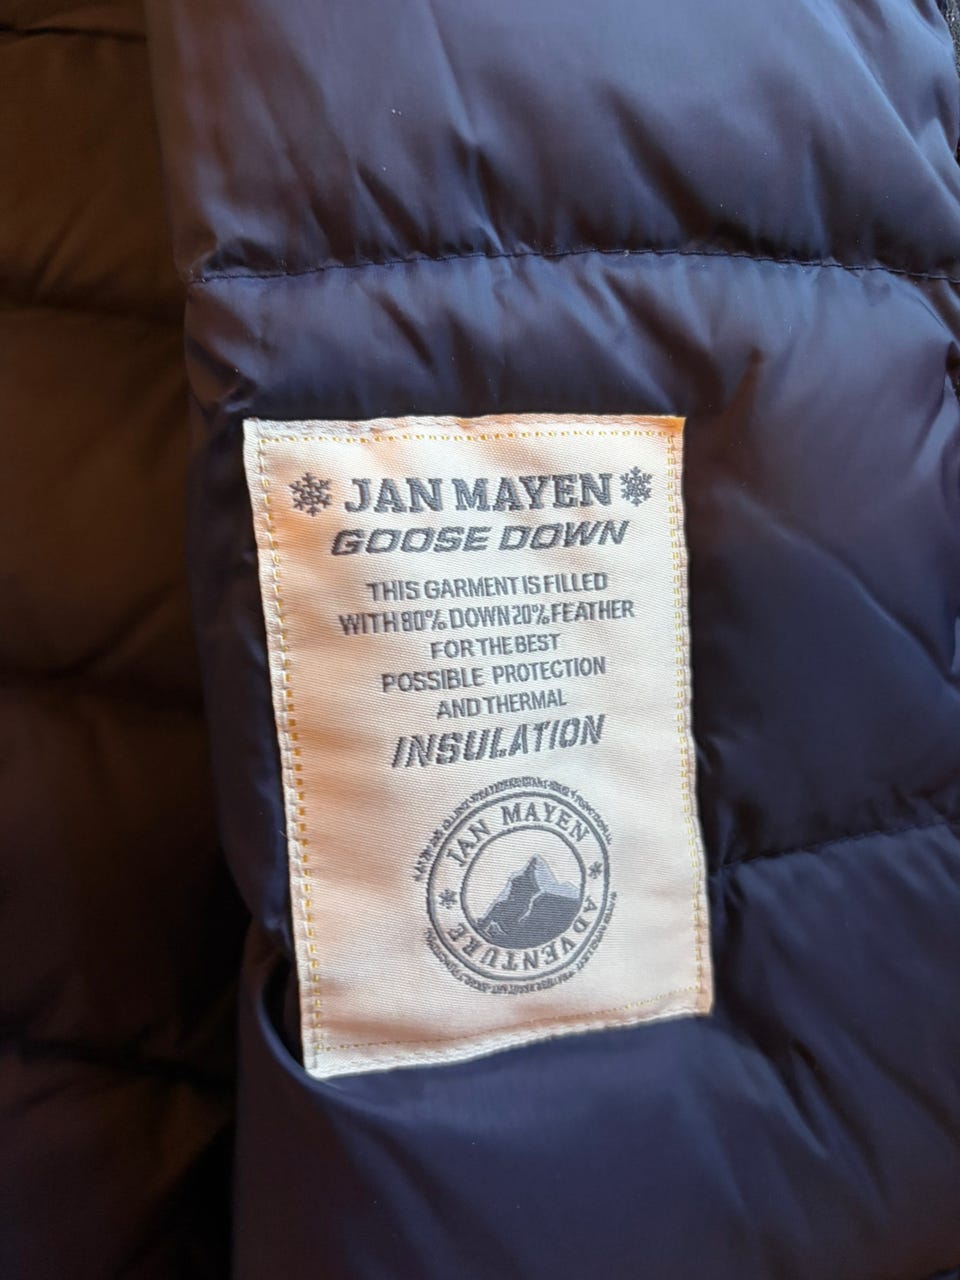 JAN MAYEN
GOOSE DOWN
THIS GARMENT IS FILLED
WITH 80% DOWN 20% FEATHER
FOR THE BEST
POSSIBLE PROTECTION
AND THERMAL
INSULATION
JAN MAYEN
ADVENTURE